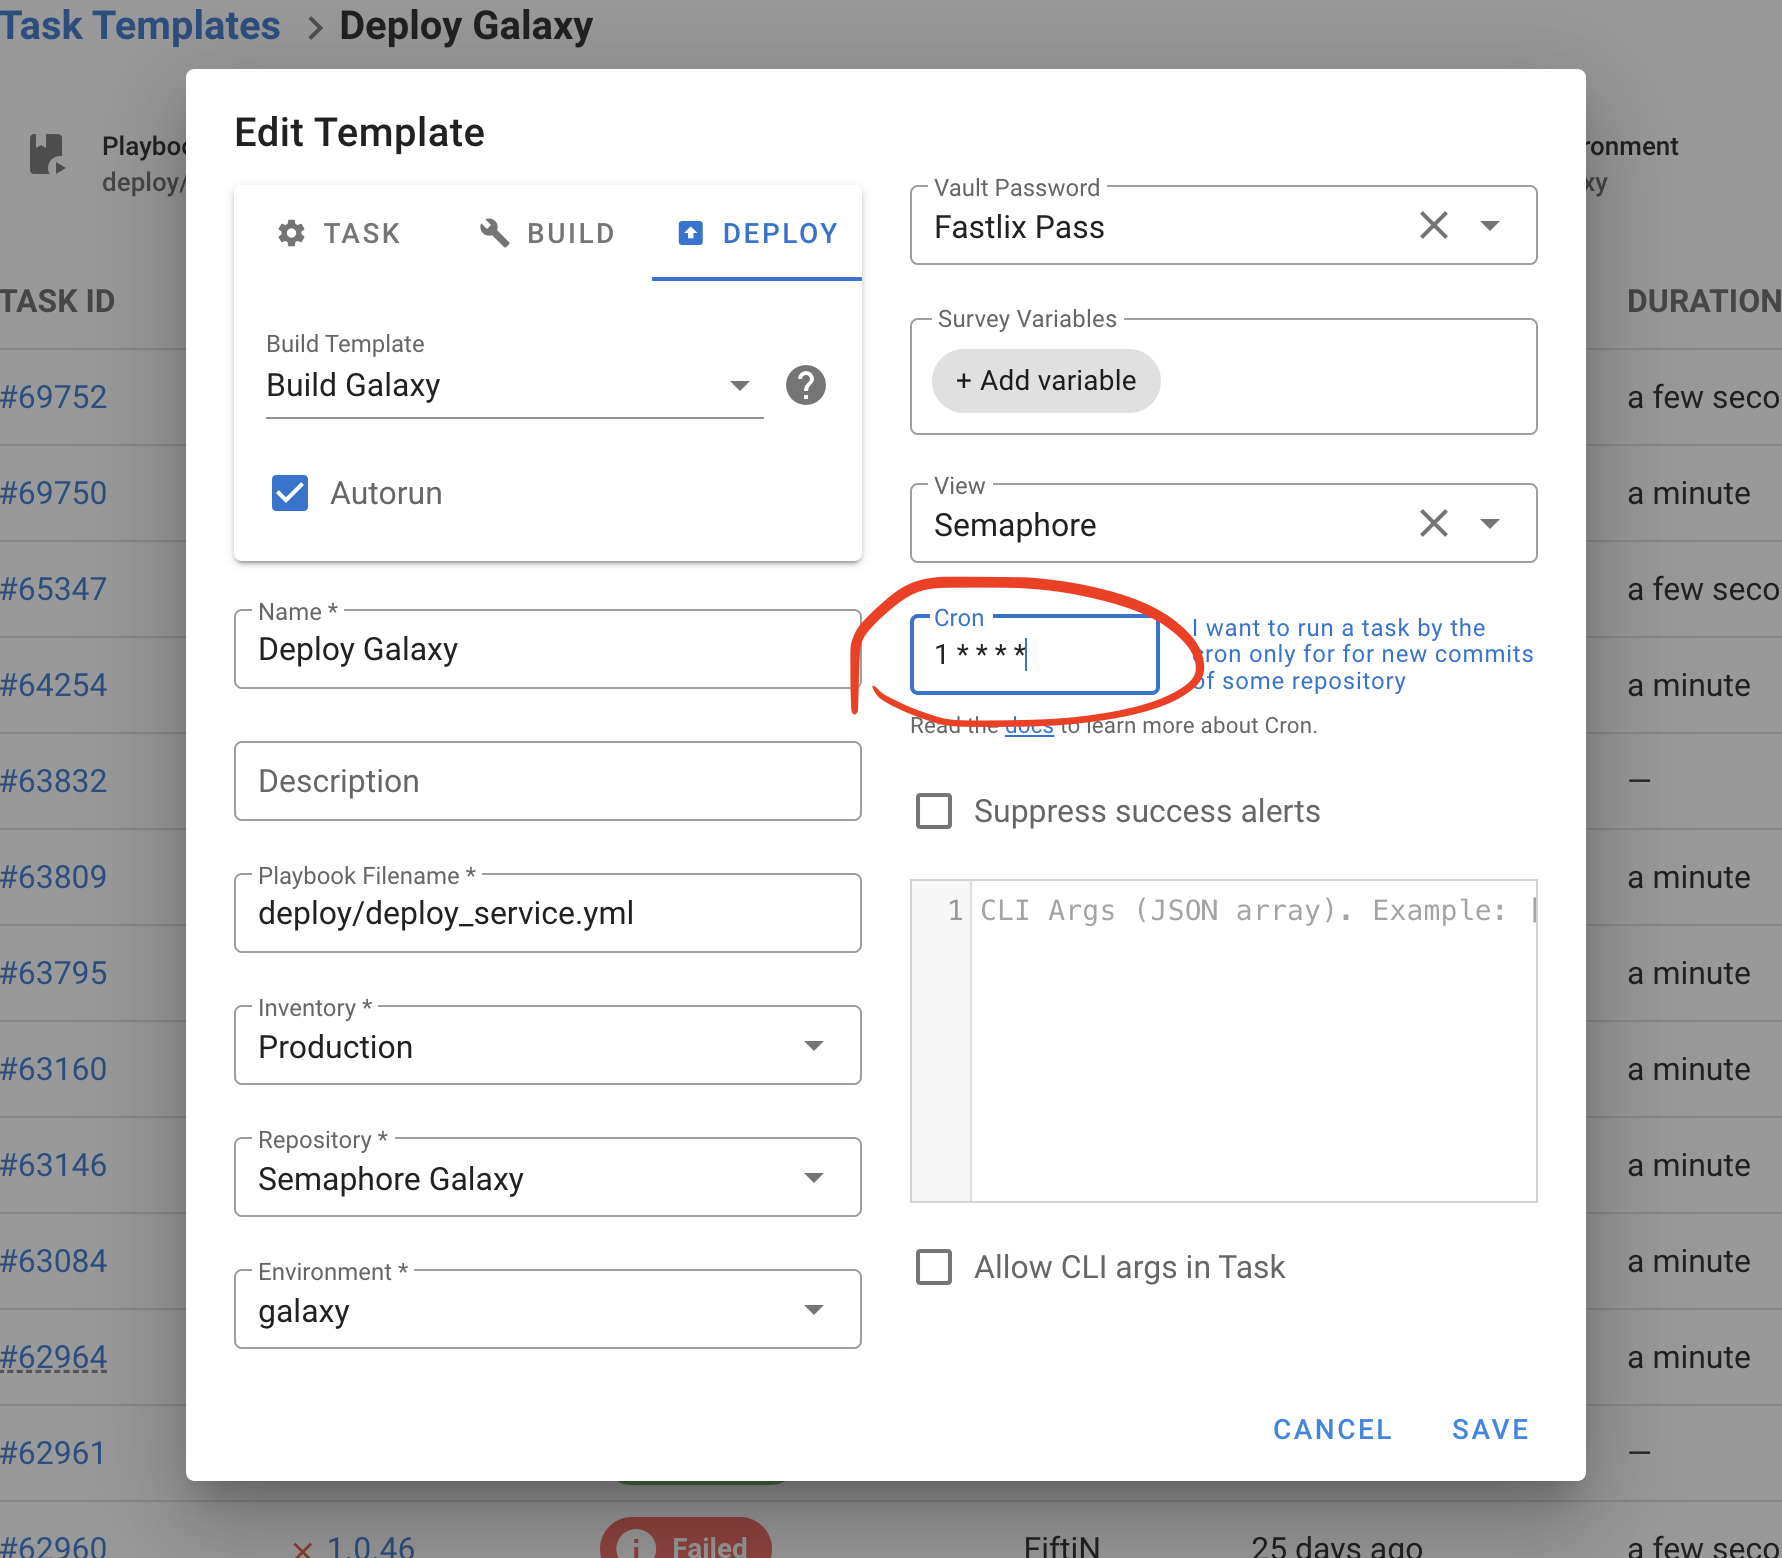 Task Templates > Deploy Galaxy
Edit Template
TASK BUILD DEPLOY
Build Template
Build Galaxy
?
Autorun
Name *
Deploy Galaxy
Description
Playbook Filename *
deploy/deploy_service.yml
Inventory *
Production
Repository *
Semaphore Galaxy
Environment *
galaxy
Vault Password
Fastlix Pass
Survey Variables
+ Add variable
View
Semaphore
Cron
1 * * * *
I want to run a task by the
cron only for for new commits
of some repository
Read the docs to learn more about Cron.
Suppress success alerts
1 CLI Args (JSON array). Example: [
Allow CLI args in Task
CANCEL SAVE
deploy/
TASK ID DURATION
#69752 a few seco
#69750 a minute
#65347 a few seco
#64254 a minute
#63832 —
#63809 a minute
#63795 a minute
#63160 a minute
#63146 a minute
#63084 a minute
#62964 a minute
#62961 —
#62960 1.0.46 Failed FiftiN 25 days ago a few seco